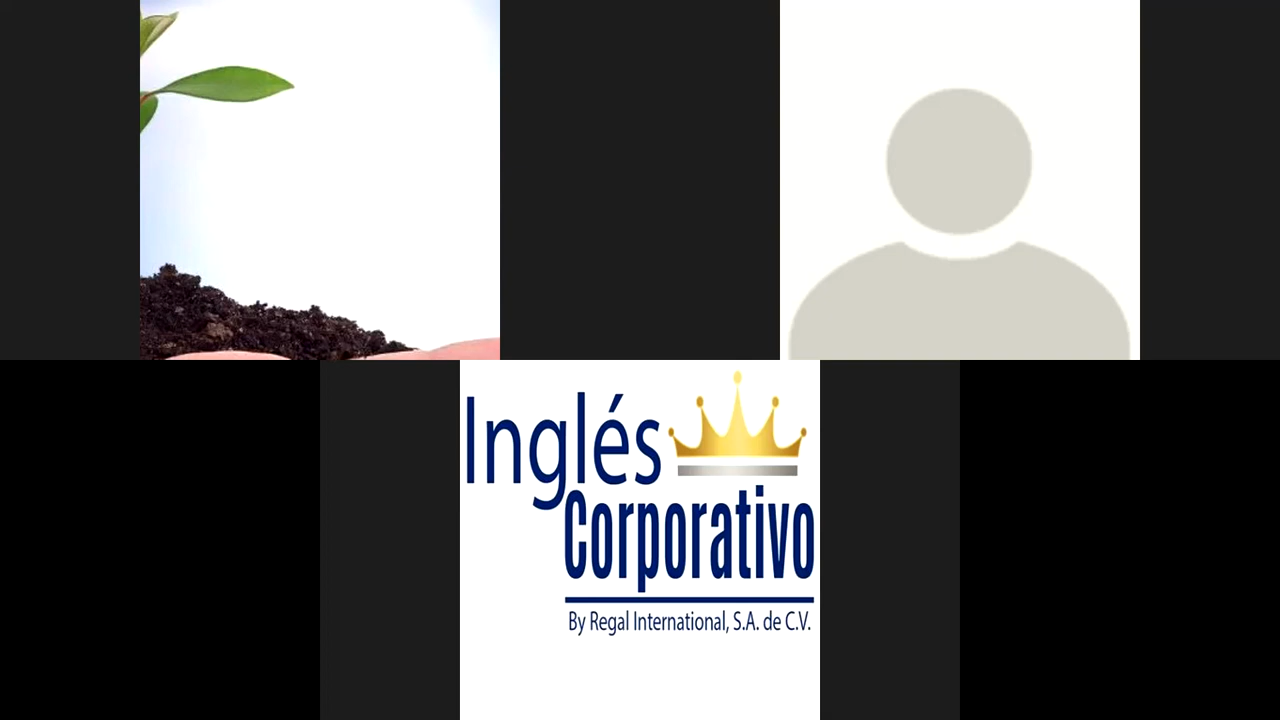 Inglés
Corporativo
By Regal International, S.A. de C.V.